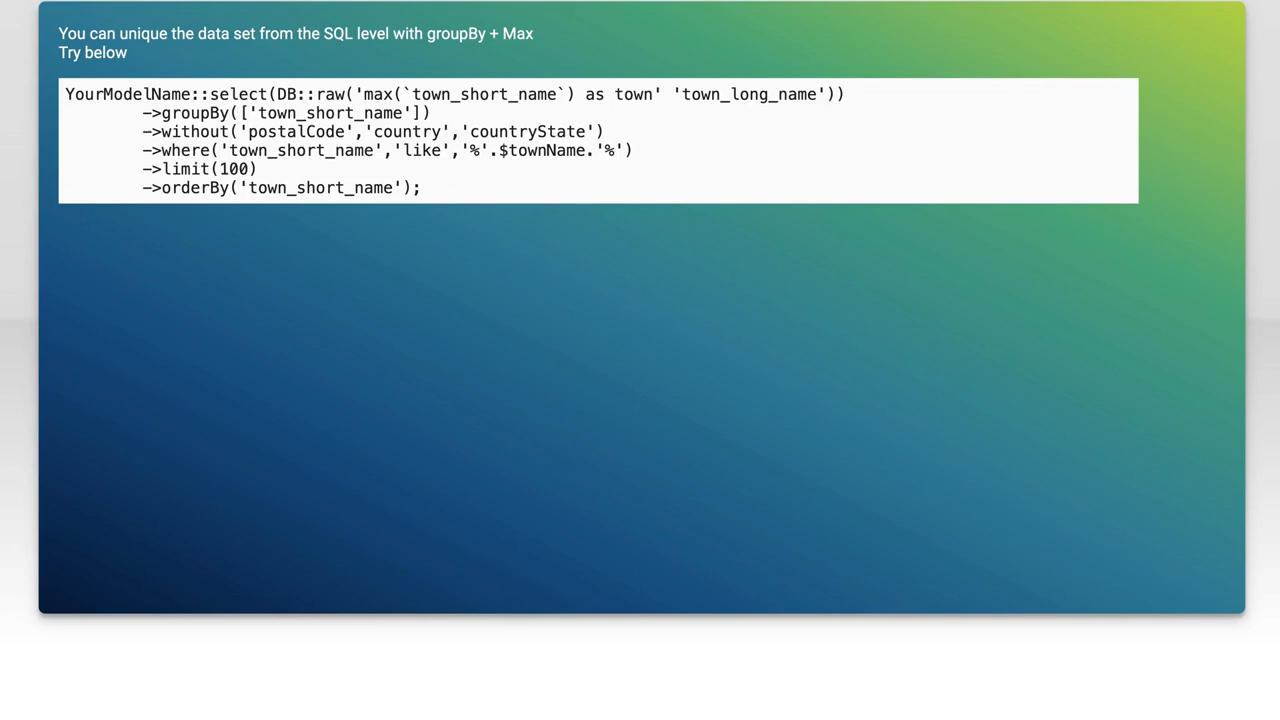 You can unique the data set from the SQL level with groupBy + Max
Try below
YourModelName::select(DB::raw('max(`town_short_name`) as town' 'town_long_name'))
->groupBy(['town_short_name'])
->without('postalCode','country','countryState')
->where('town_short_name','like','%'.$townName.'%')
->limit(100)
->orderBy('town_short_name');